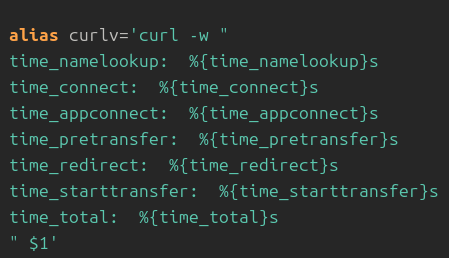 alias curlv='curl -w "
time_namelookup:  %{time_namelookup}s
time_connect:  %{time_connect}s
time_appconnect:  %{time_appconnect}s
time_pretransfer:  %{time_pretransfer}s
time_redirect:  %{time_redirect}s
time_starttransfer:  %{time_starttransfer}s
time_total:  %{time_total}s
" $1'